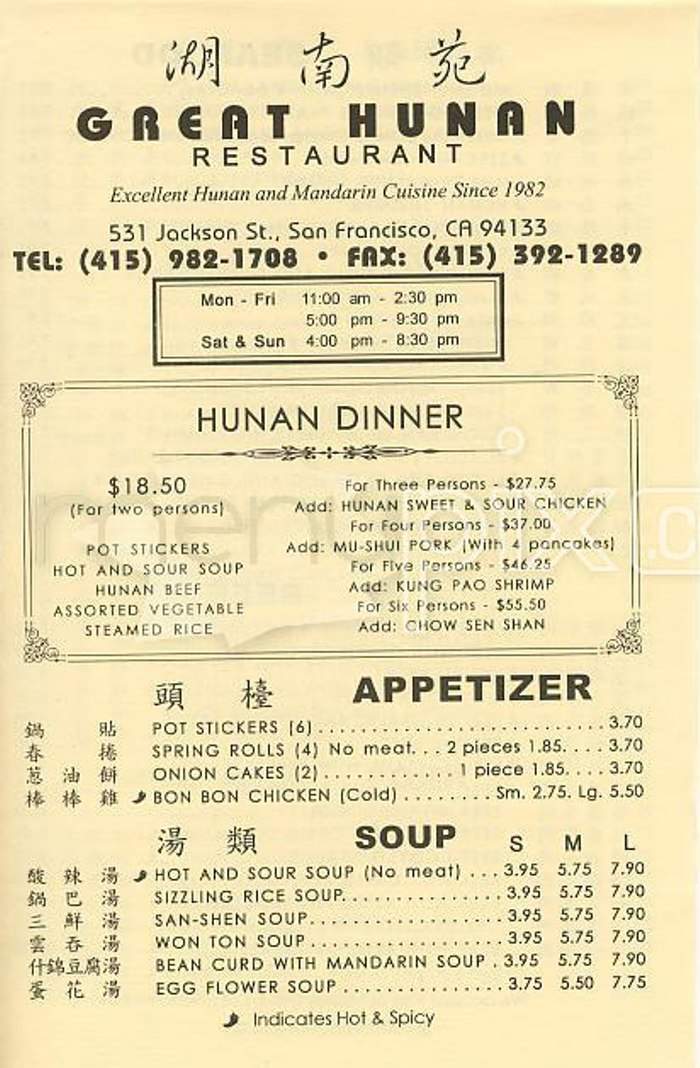 湖南苑
GREAT HUNAN
RESTAURANT
Excellent Hunan and Mandarin Cuisine Since 1982
531 Jackson St., San Francisco, CA 94133
TEL: (415) 982-1708 • FAX: (415) 392-1289
Mon - Fri 11:00 am - 2:30 pm
5:00 pm - 9:30 pm
Sat & Sun 4:00 pm - 8:30 pm
HUNAN DINNER
$18.50
(For two persons)
POT STICKERS
HOT AND SOUR SOUP
HUNAN BEEF
ASSORTED VEGETABLE
STEAMED RICE
For Three Persons - $27.75
Add: HUNAN SWEET & SOUR CHICKEN
For Four Persons - $37.00
Add: MU-SHUI PORK (With 4 pancakes)
For Five Persons - $46.25
Add: KUNG PAO SHRIMP
For Six Persons - $55.50
Add: CHOW SEN SHAN
頭檯 APPETIZER
鍋貼 POT STICKERS (6) . . . . . . . . . . . . . . . . . . . . . . . . . . . 3.70
春捲 SPRING ROLLS (4) No meat. . . 2 pieces 1.85. . . . 3.70
蔥油餅 ONION CAKES (2) . . . . . . . . . . . . 1 piece 1.85. . . . 3.70
棒棒雞 BON BON CHICKEN (Cold) . . . . . . . . Sm. 2.75. Lg. 5.50
湯類 SOUP S M L
酸辣湯 HOT AND SOUR SOUP (No meat) . . . 3.95 5.75 7.90
鍋巴湯 SIZZLING RICE SOUP. . . . . . . . . . . . . . . 3.95 5.75 7.90
三鮮湯 SAN-SHEN SOUP. . . . . . . . . . . . . . . . . . 3.95 5.75 7.90
雲吞湯 WON TON SOUP . . . . . . . . . . . . . . . . . . 3.95 5.75 7.90
什錦豆腐湯 BEAN CURD WITH MANDARIN SOUP . 3.95 5.75 7.90
蛋花湯 EGG FLOWER SOUP . . . . . . . . . . . . . . . 3.75 5.50 7.75
Indicates Hot & Spicy